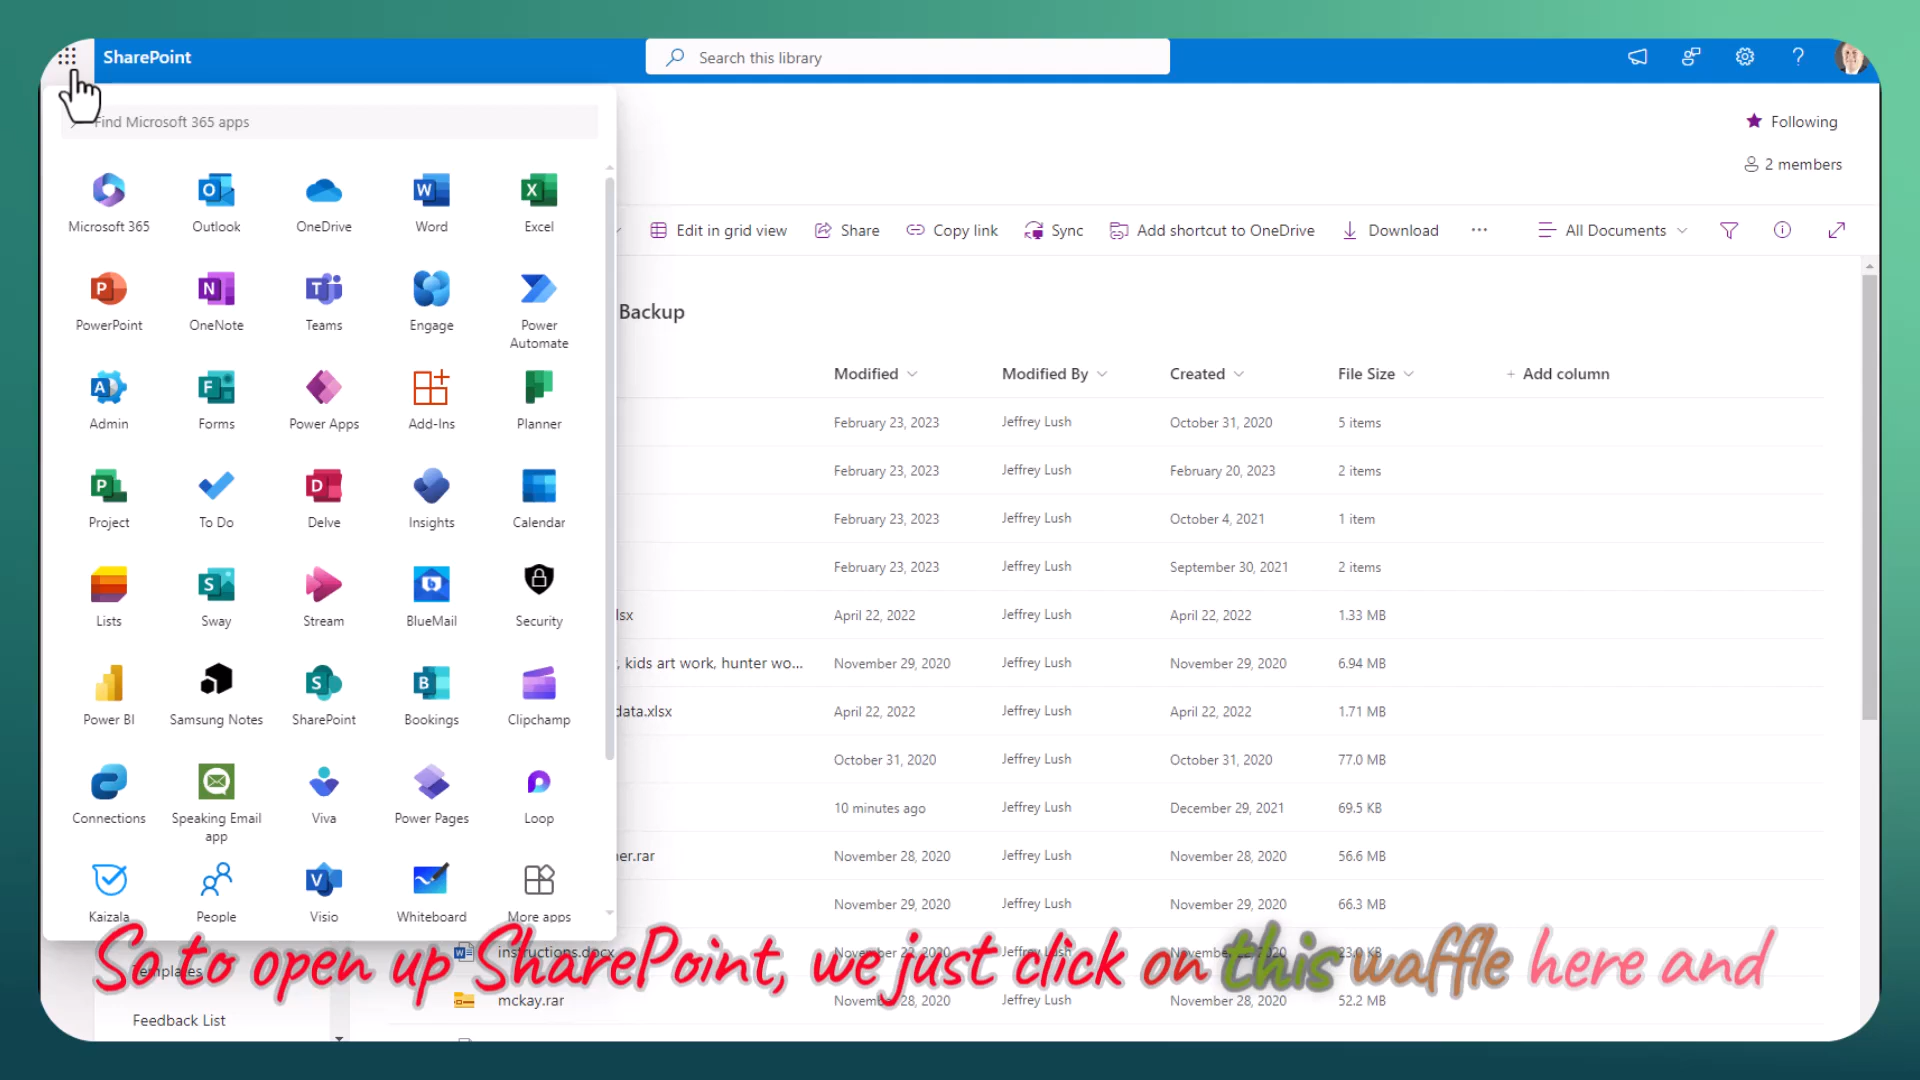 SharePoint
Search this library
Find Microsoft 365 apps
Following
2 members
Microsoft 365
Outlook
OneDrive
Word
Excel
Edit in grid view
Share
Copy link
Sync
Add shortcut to OneDrive
Download
All Documents
PowerPoint
OneNote
Teams
Engage
Power
Automate
Backup
Admin
Forms
Power Apps
Add-Ins
Planner
Modified
Modified By
Created
File Size
Add column
February 23, 2023 Jeffrey Lush October 31, 2020 5 items
February 23, 2023 Jeffrey Lush February 20, 2023 2 items
Project
To Do
Delve
Insights
Calendar
February 23, 2023 Jeffrey Lush October 4, 2021 1 item
February 23, 2023 Jeffrey Lush September 30, 2021 2 items
Lists
Sway
Stream
BlueMail
Security
lsx April 22, 2022 Jeffrey Lush April 22, 2022 1.33 MB
, kids art work, hunter wo... November 29, 2020 Jeffrey Lush November 29, 2020 6.94 MB
Power BI
Samsung Notes
SharePoint
Bookings
Clipchamp
data.xlsx April 22, 2022 Jeffrey Lush April 22, 2022 1.71 MB
October 31, 2020 Jeffrey Lush October 31, 2020 77.0 MB
Connections
Speaking Email
app
Viva
Power Pages
Loop
10 minutes ago Jeffrey Lush December 29, 2021 69.5 KB
er.rar November 28, 2020 Jeffrey Lush November 28, 2020 56.6 MB
Kaizala
People
Visio
Whiteboard
More apps
November 29, 2020 Jeffrey Lush November 29, 2020 66.3 MB
instructions.docx
So to open up SharePoint, we just click on this waffle here and
Templates
mckay.rar November 28, 2020 Jeffrey Lush November 28, 2020 52.2 MB
Feedback List